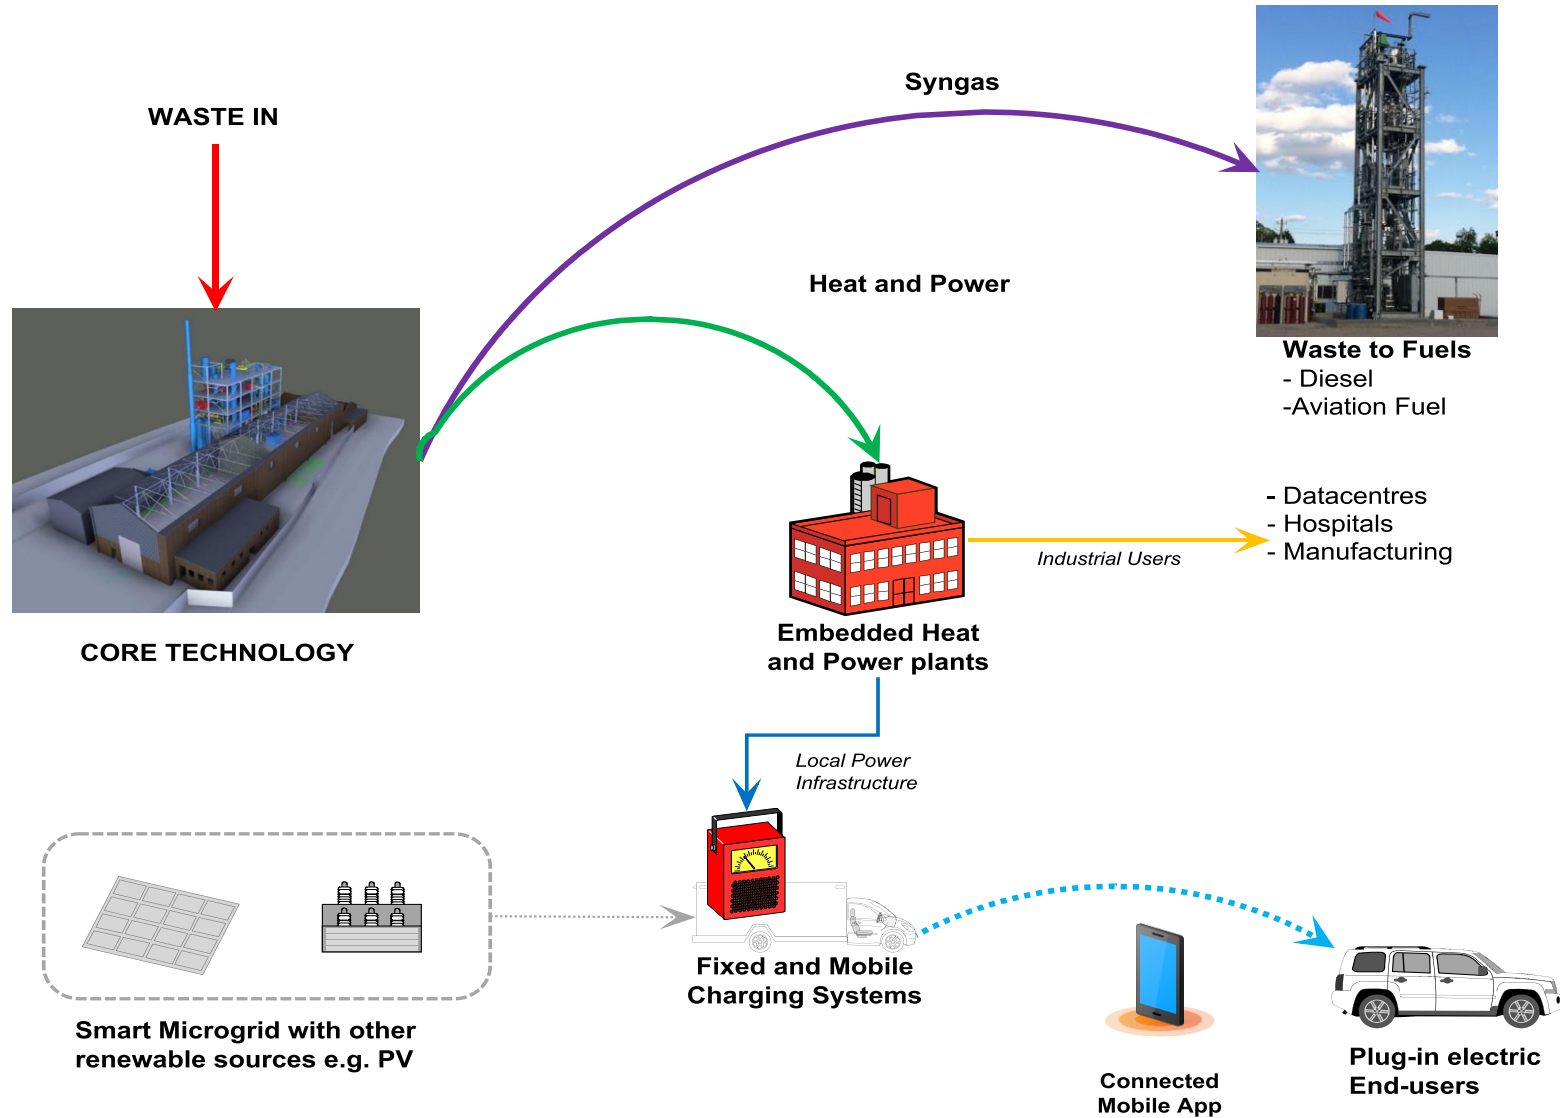 Syngas
WASTE IN
Heat and Power
Waste to Fuels
- Diesel
-Aviation Fuel
- Datacentres
- Hospitals
- Manufacturing
Industrial Users
Embedded Heat
and Power plants
CORE TECHNOLOGY
Local Power
Infrastructure
Fixed and Mobile
Charging Systems
Smart Microgrid with other
renewable sources e.g. PV
Plug-in electric
End-users
Connected
Mobile App